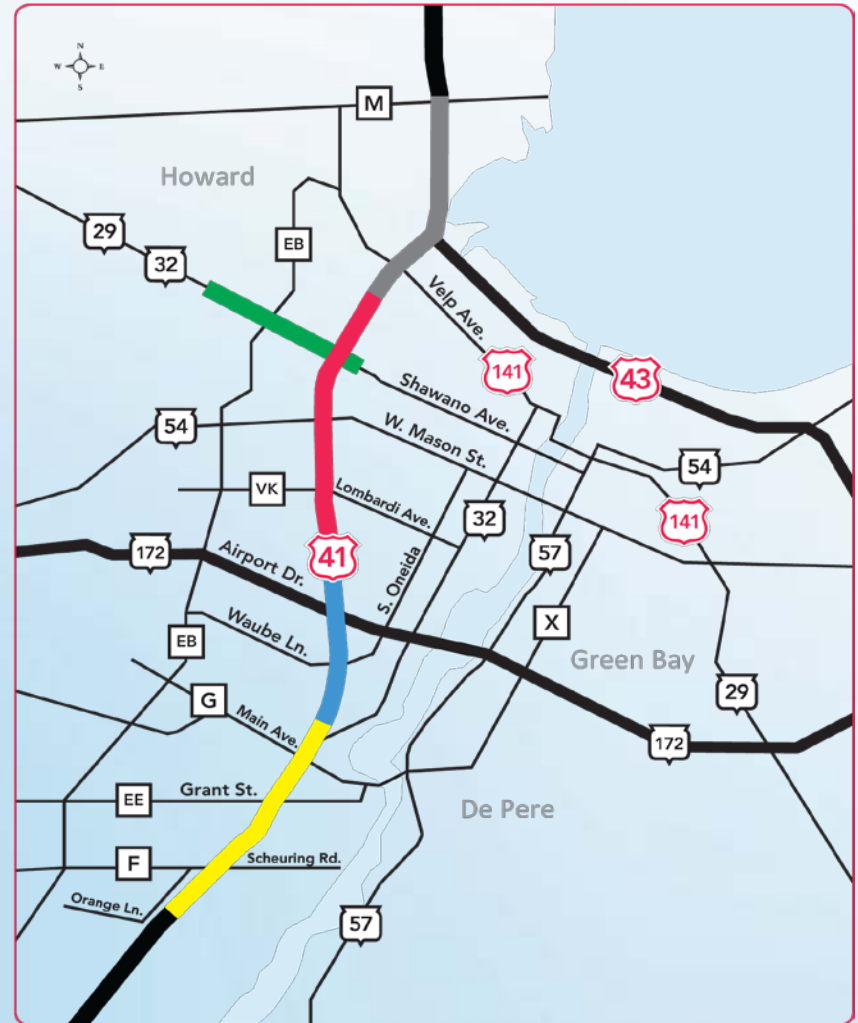 N
W E
S
M
Howard
29
EB
32
Velp Ave.
141
43
Shawano Ave.
54
W. Mason St.
54
VK
Lombardi Ave.
32
141
41
172
Airport Dr.
S. Oneida
57
Waube Ln.
X
EB
Green Bay
G
29
Main Ave.
172
Grant St.
EE
De Pere
F
Scheuring Rd.
Orange Ln.
57